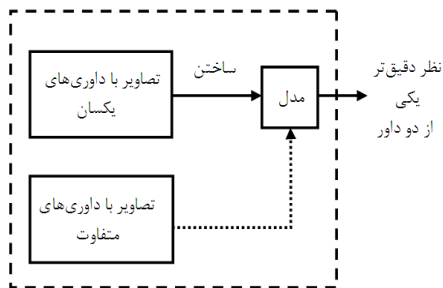 تصاویر با داوری‌های
یکسان
ساختن
مدل
نظر دقیق‌تر
یکی
از دو داور
تصاویر با داوری‌های
متفاوت